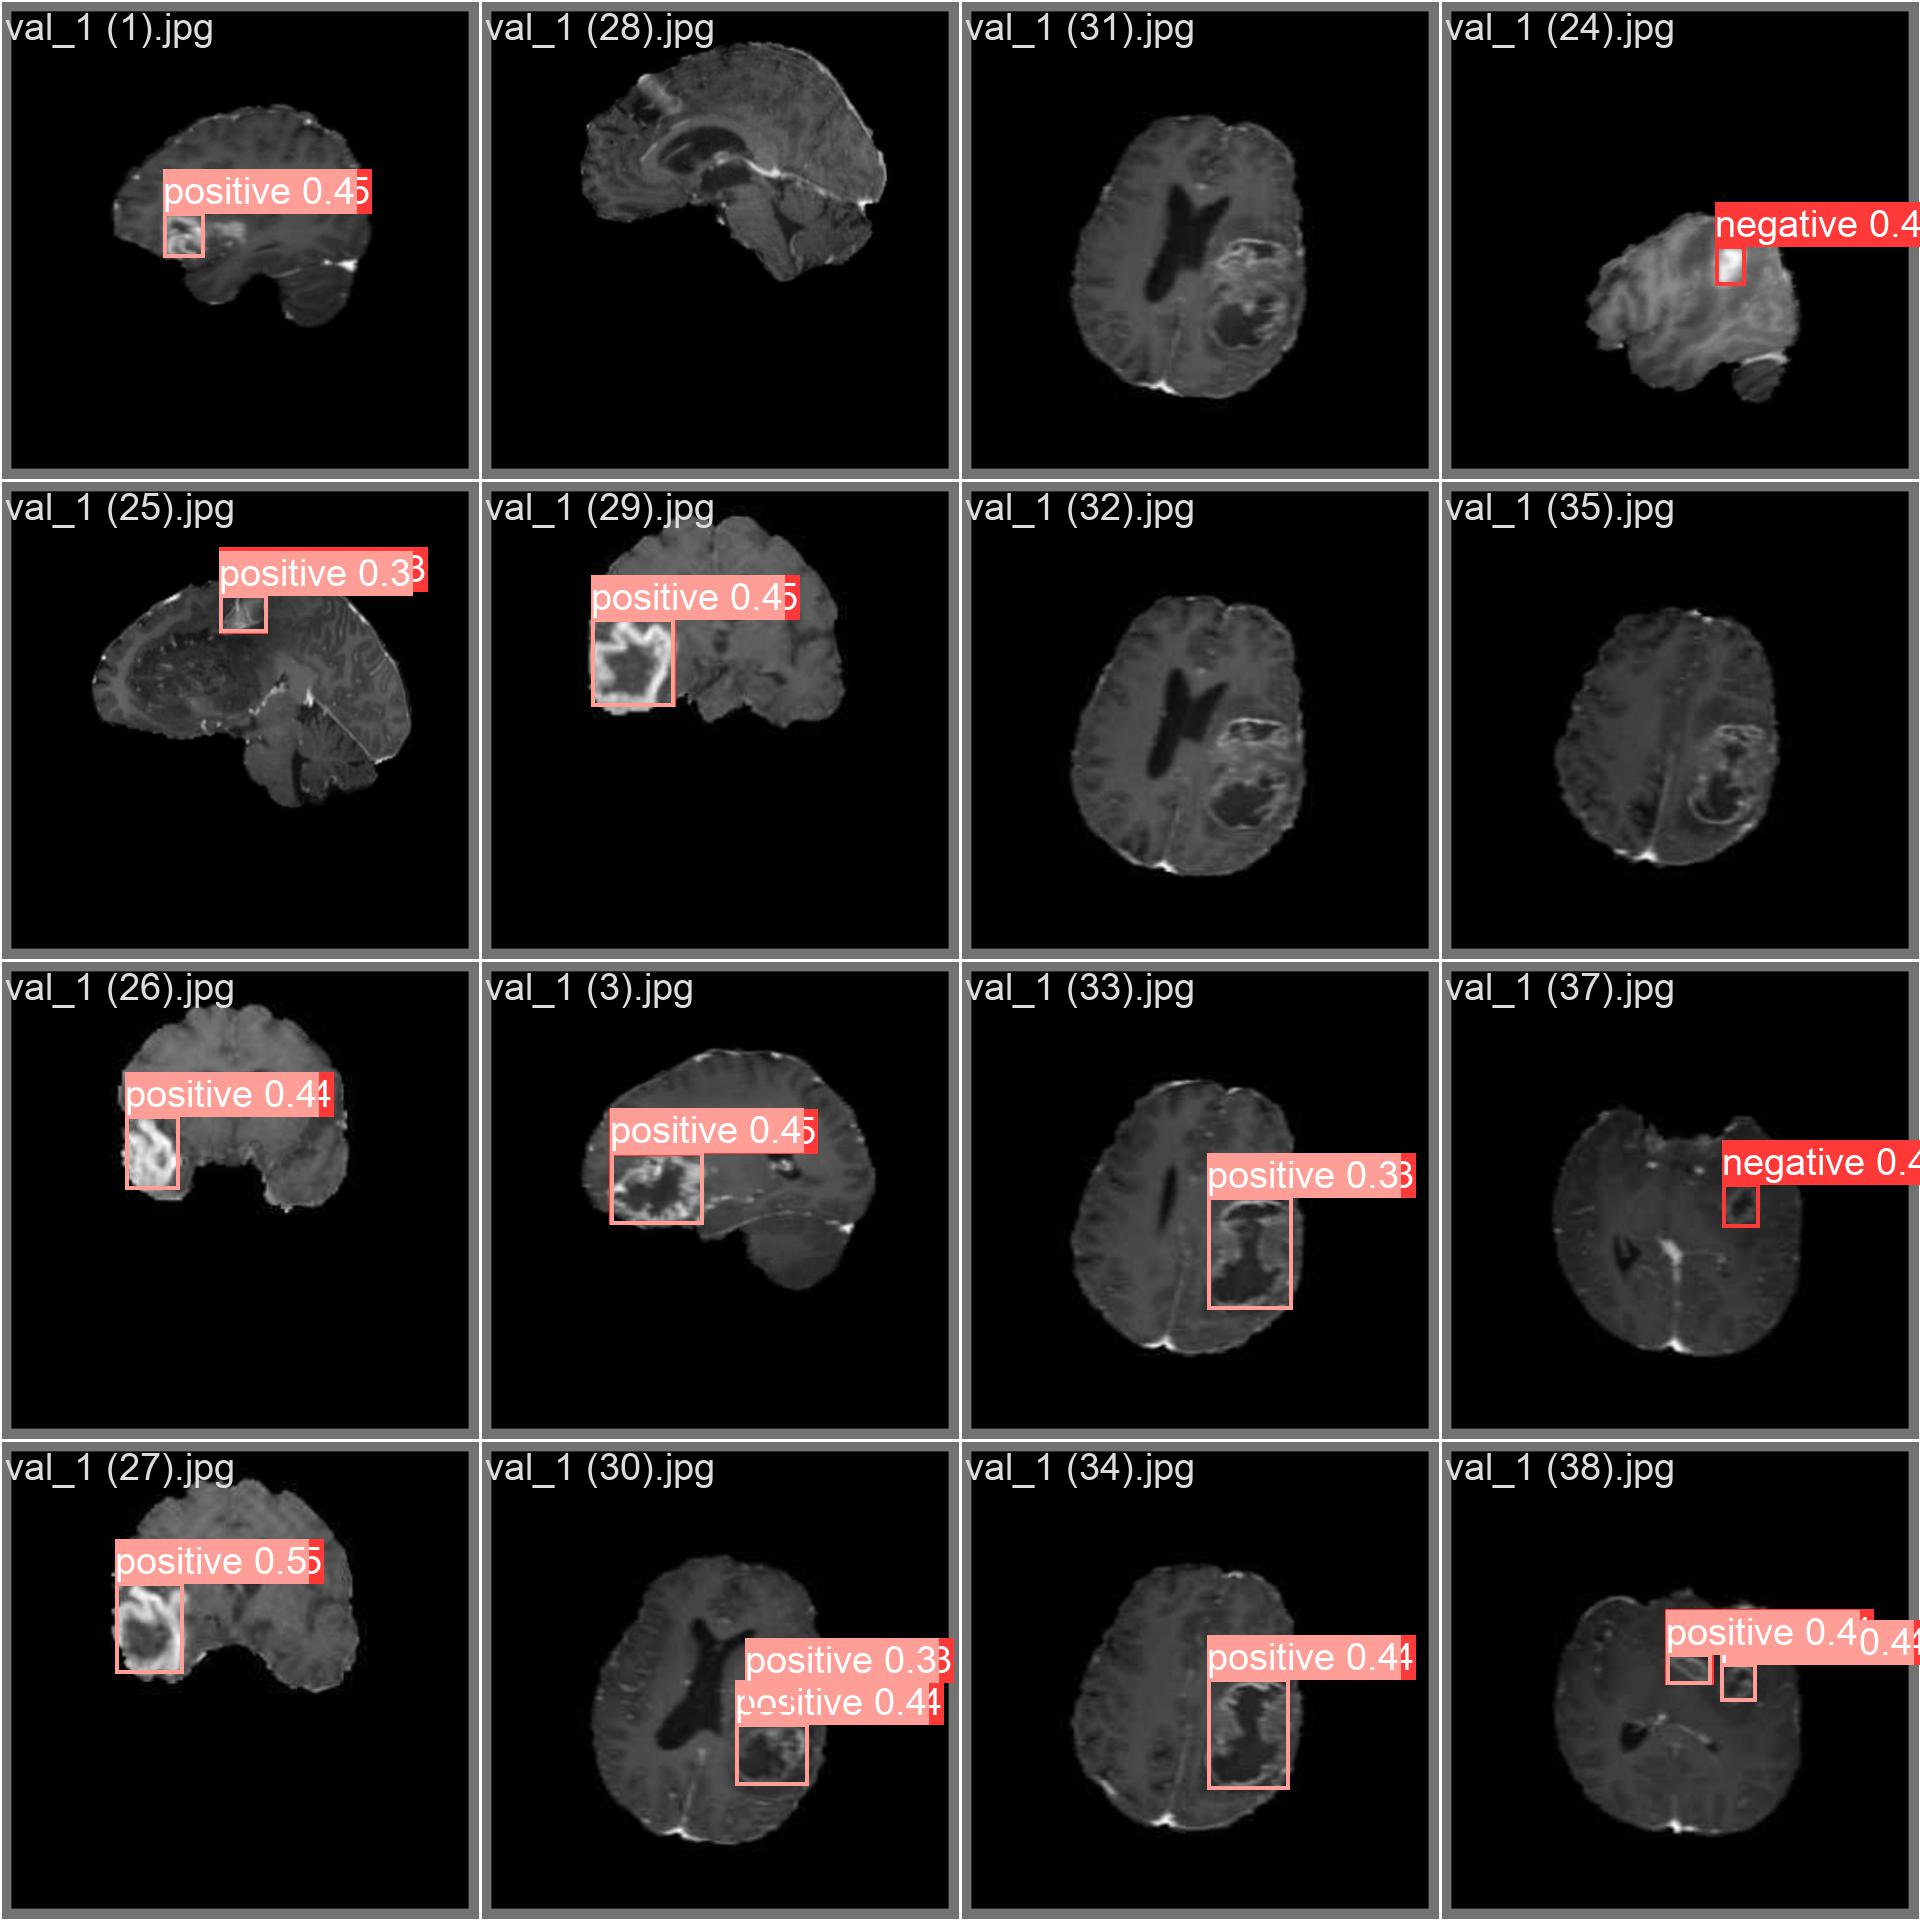 val_1 (1).jpg
positive 0.45
val_1 (28).jpg
val_1 (31).jpg
val_1 (24).jpg
negative 0.4
val_1 (25).jpg
positive 0.33
val_1 (29).jpg
positive 0.45
val_1 (32).jpg
val_1 (35).jpg
val_1 (26).jpg
positive 0.44
val_1 (3).jpg
positive 0.45
val_1 (33).jpg
positive 0.33
val_1 (37).jpg
negative 0.4
val_1 (27).jpg
positive 0.55
val_1 (30).jpg
positive 0.33
positive 0.44
val_1 (34).jpg
positive 0.44
val_1 (38).jpg
positive 0.4
0.44